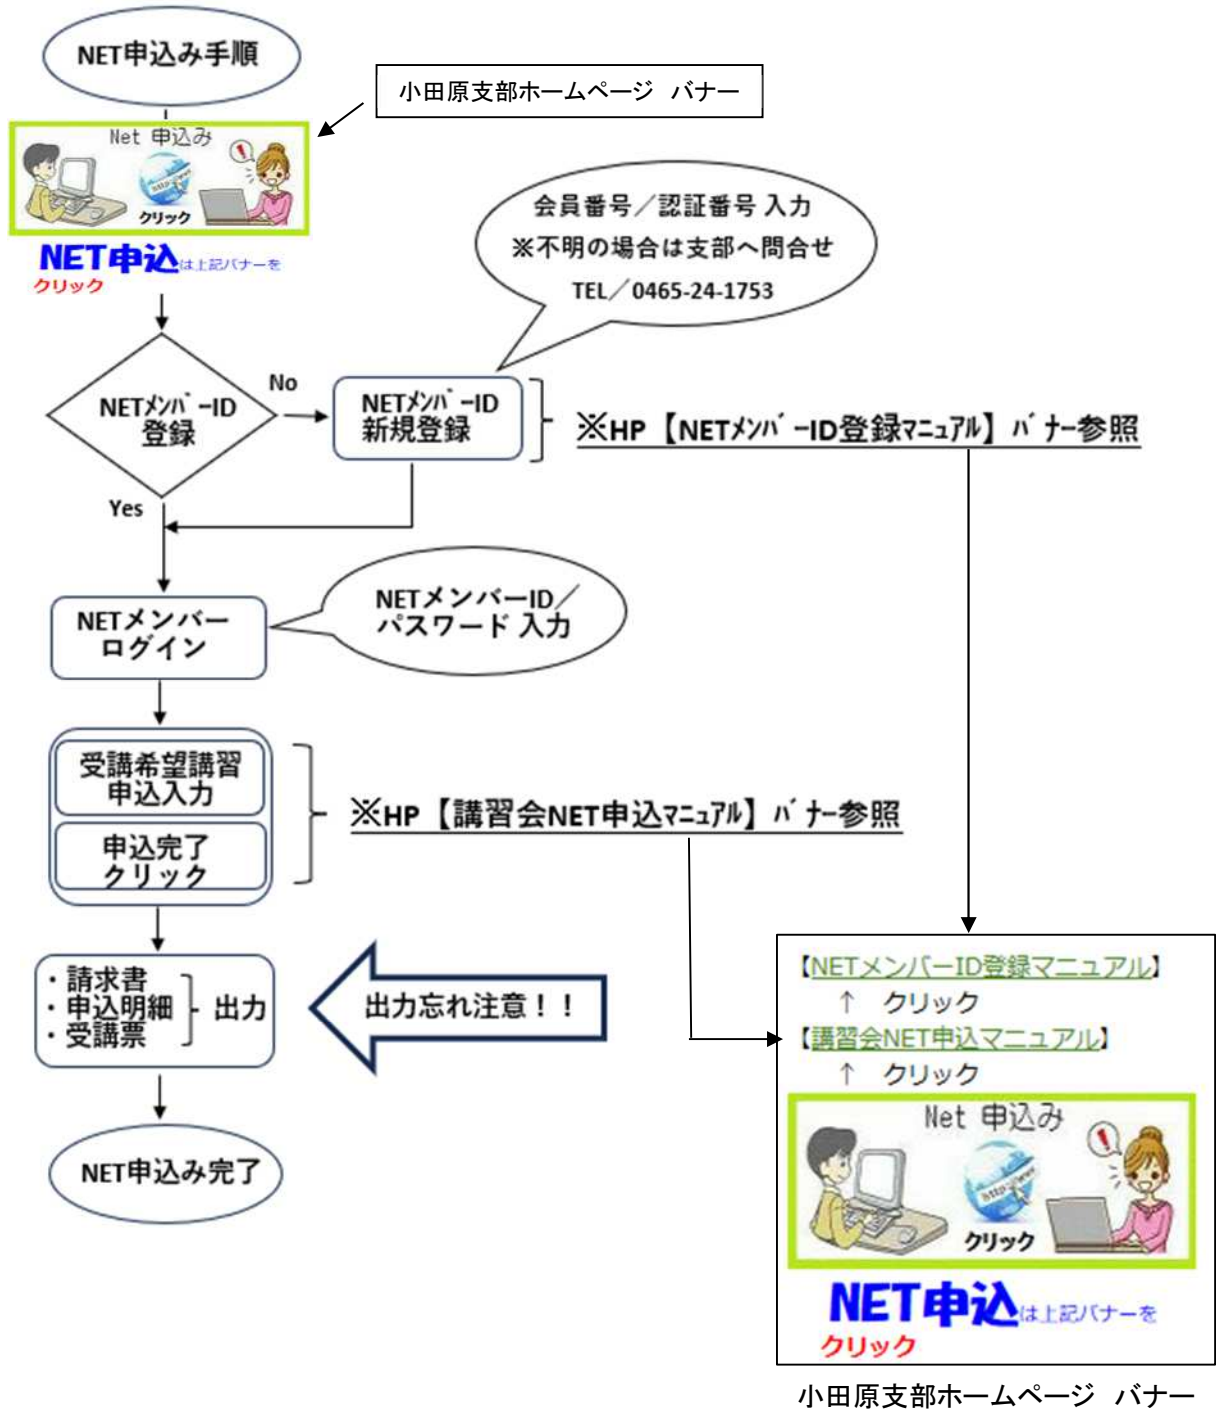 NET申込み手順
小田原支部ホームページ　バナー
Net 申込み
クリック
NET申込は上記バナーを
クリック
会員番号／認証番号 入力
※不明の場合は支部へ問合せ
TEL／0465-24-1753
NETﾒﾝﾊﾞｰID
登録
No
Yes
NETﾒﾝﾊﾞｰID
新規登録
※HP【NETﾒﾝﾊﾞｰID登録ﾏﾆｭｱﾙ】ﾊﾞﾅｰ参照
NETメンバー
ログイン
NETメンバーID／
パスワード 入力
受講希望講習
申込入力
申込完了
クリック
※HP【講習会NET申込ﾏﾆｭｱﾙ】ﾊﾞﾅｰ参照
・請求書
・申込明細
・受講票
出力
出力忘れ注意！！
NET申込み完了
【NETメンバーID登録マニュアル】
↑　クリック
【講習会NET申込マニュアル】
↑　クリック
Net 申込み
http://www
クリック
NET申込は上記バナーを
クリック
小田原支部ホームページ　バナー